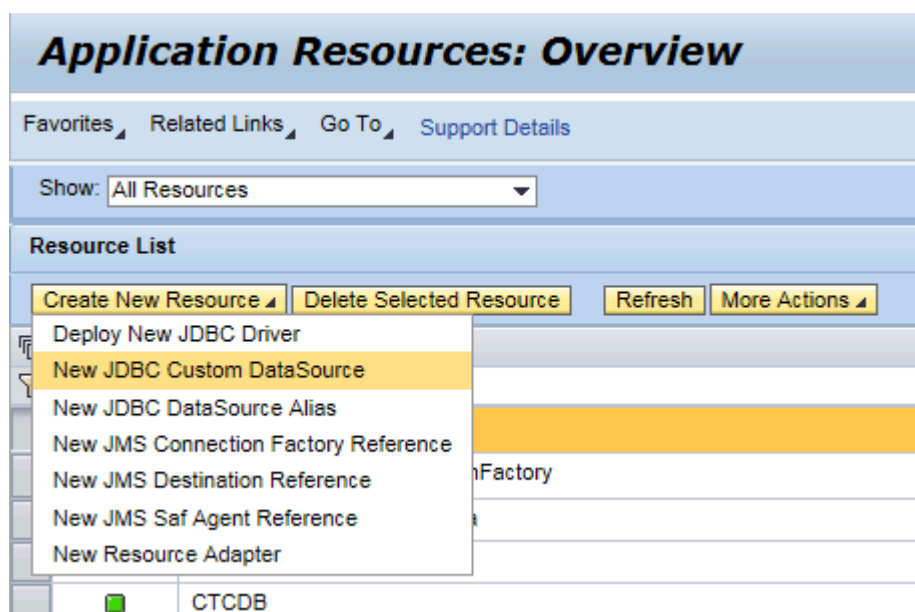 Application Resources: Overview
Favorites Related Links Go To Support Details
Show: All Resources
Resource List
Create New Resource Delete Selected Resource Refresh More Actions
Deploy New JDBC Driver
New JDBC Custom DataSource
New JDBC DataSource Alias
New JMS Connection Factory Reference
nFactory
New JMS Destination Reference
New JMS Saf Agent Reference
New Resource Adapter
CTCDB